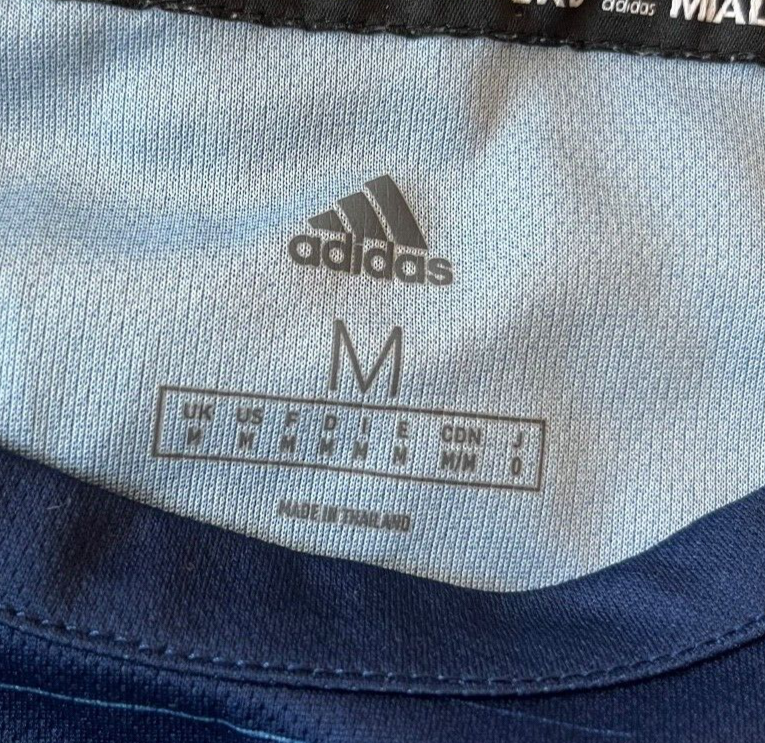 adidas MIAL
adidas
M
UK US F D I E CDN J
M M M M M M M/M O
MADE IN THAILAND